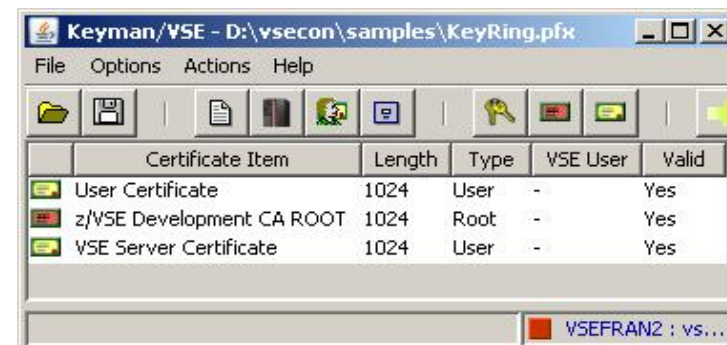 Keyman/VSE - D:\vsecon\samples\KeyRing.pfx
File Options Actions Help
Certificate Item Length Type VSE User Valid
User Certificate 1024 User - Yes
z/VSE Development CA ROOT 1024 Root - Yes
VSE Server Certificate 1024 User - Yes
VSEFRAN2 : vs...